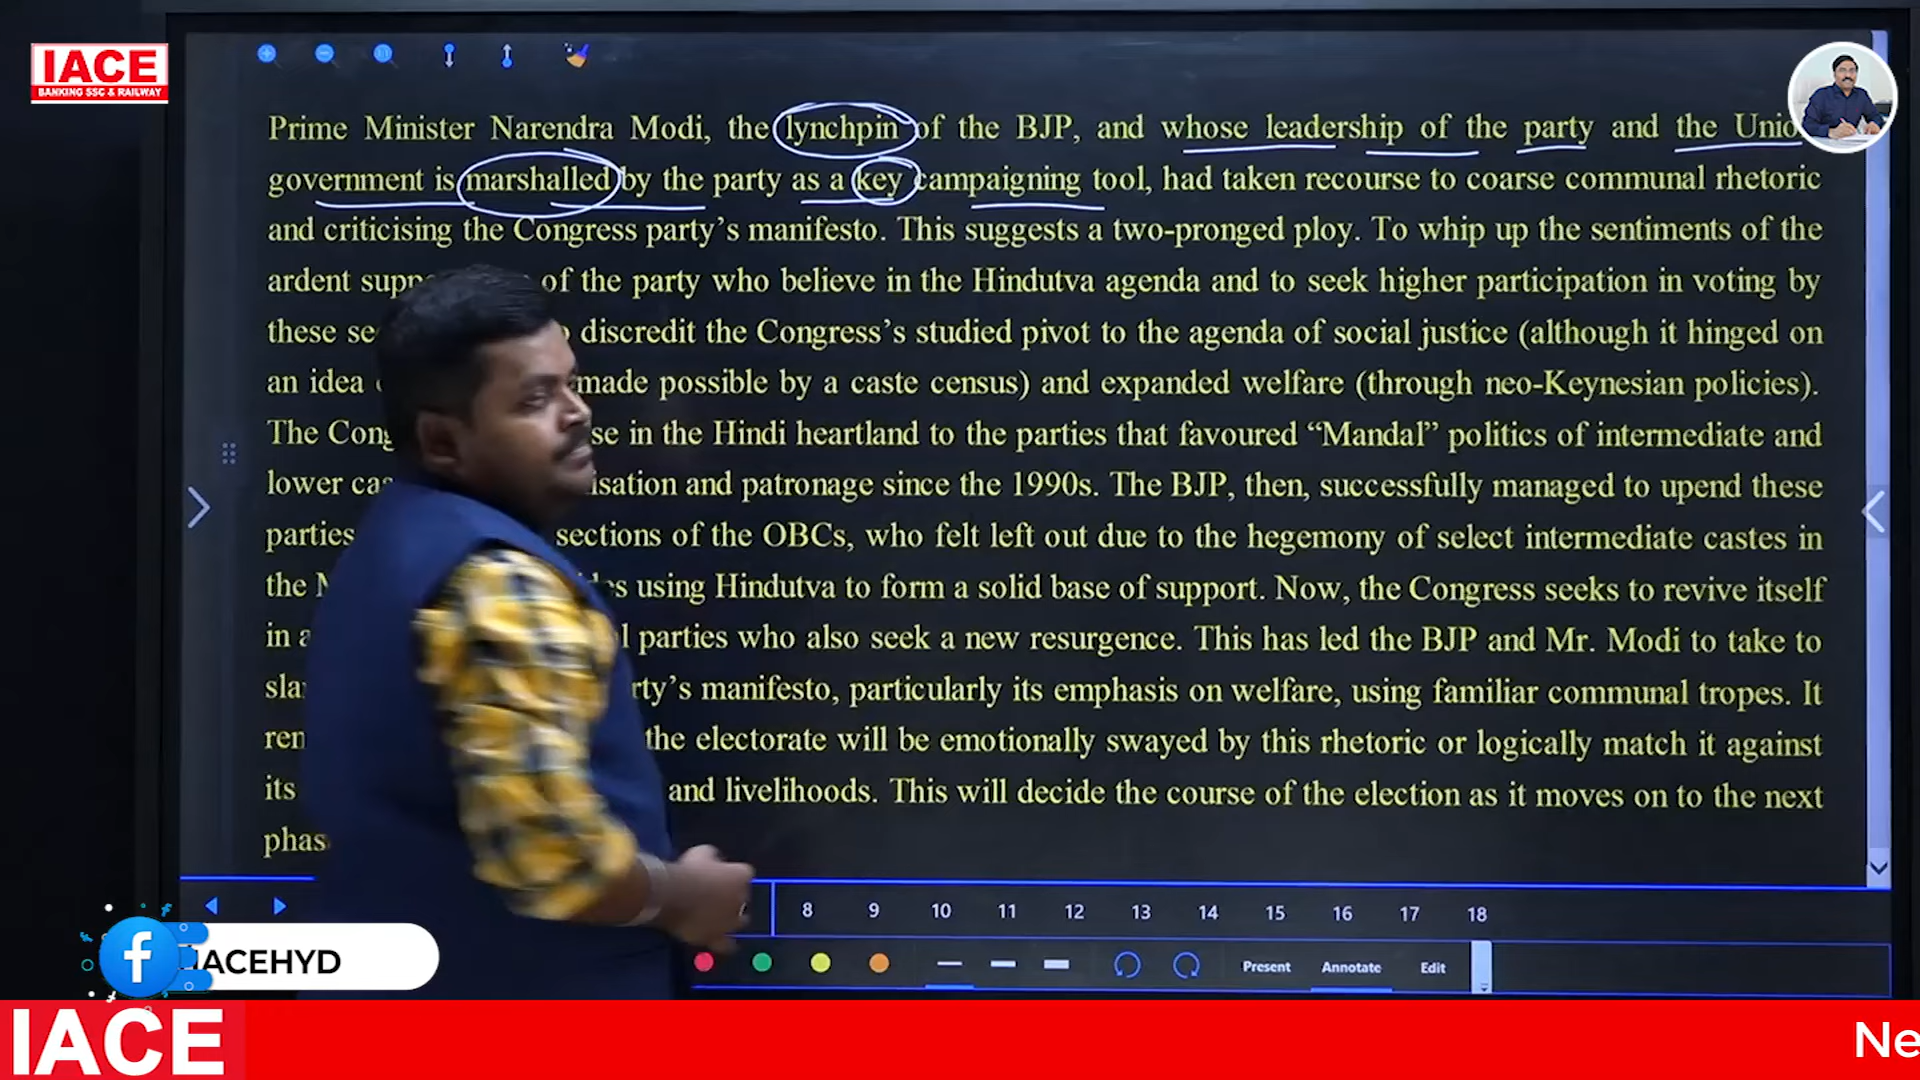 IACE
BANKING SSC & RAILWAY
Prime Minister Narendra Modi, the lynchpin of the BJP, and whose leadership of the party and the
government is marshalled by the party as a key campaigning tool, had taken recourse to coarse communal rhetoric
and criticising the Congress party's manifesto. This suggests a two-pronged ploy. To whip up the sentiments of the
ardent of the party who believe in the Hindutva agenda and to seek higher participation in voting by
these discredit the Congress's studied pivot to the agenda of social justice (although it hinged on
an idea made possible by a caste census) and expanded welfare (through neo-Keynesian policies).
The in the Hindi heartland to the parties that favoured “Mandal” politics of intermediate and
lower and patronage since the 1990s. The BJP, then, successfully managed to upend these
parties sections of the OBCs, who felt left out due to the hegemony of select intermediate castes in
the using Hindutva to form a solid base of support. Now, the Congress seeks to revive itself
in parties who also seek a new resurgence. This has led the BJP and Mr. Modi to take to
manifesto, particularly its emphasis on welfare, using familiar communal tropes. It
the electorate will be emotionally swayed by this rhetoric or logically match it against
its and livelihoods. This will decide the course of the election as it moves on to the next
8 9 10 11 12 13 14 15 16 17 18
Present Annotate Edit
f IACEHYD
IACE
Ne